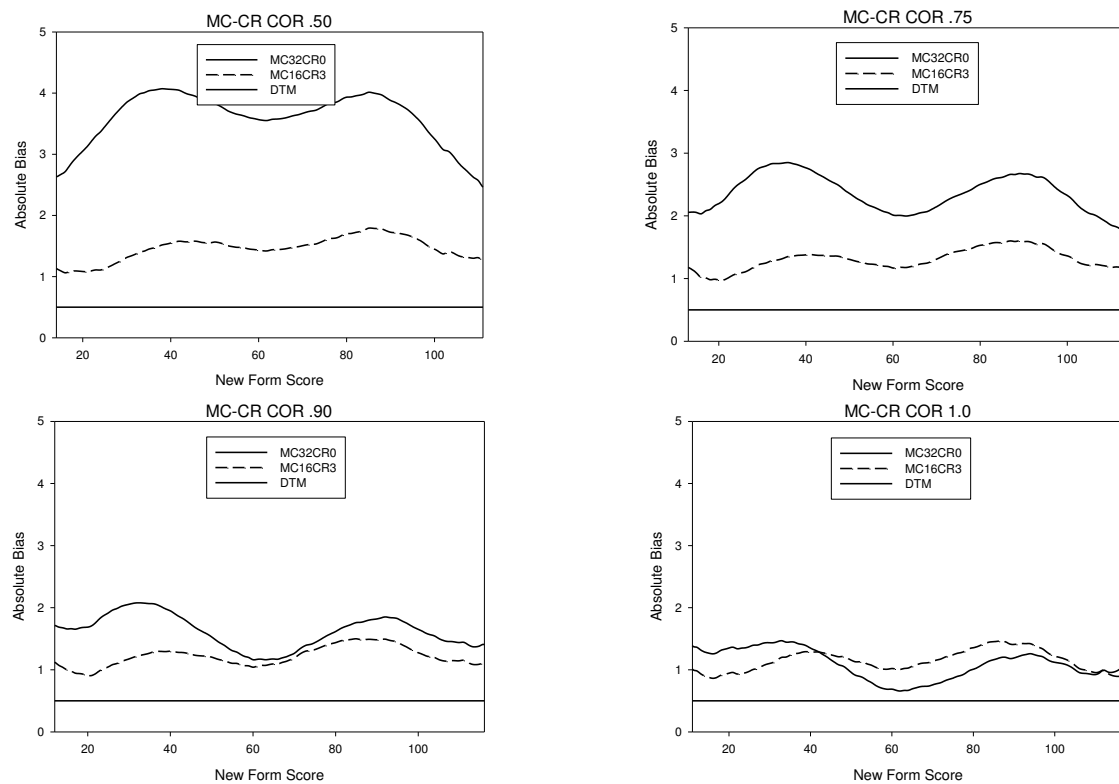 MC-CR COR .50
5
4
3
2
1
0
Absolute Bias
MC32CR0
MC16CR3
DTM
20 40 60 80 100
New Form Score
MC-CR COR .75
5
4
3
2
1
0
Absolute Bias
MC32CR0
MC16CR3
DTM
20 40 60 80 100
New Form Score
MC-CR COR .90
5
4
3
2
1
0
Absolute Bias
MC32CR0
MC16CR3
DTM
20 40 60 80 100
New Form Score
MC-CR COR 1.0
5
4
3
2
1
0
Absolute Bias
MC32CR0
MC16CR3
DTM
20 40 60 80 100
New Form Score